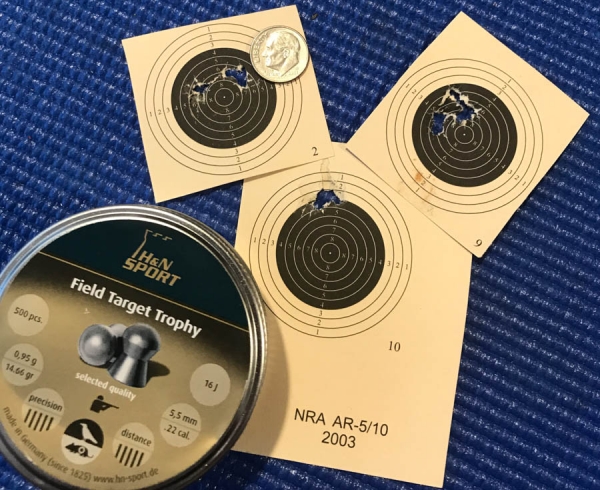 2
9
10
NRA AR-5/10
2003
H&N
SPORT
Field Target Trophy
500 pcs.
0,95 g
14.66 gr
selected quality
16 J
precision
5,5 mm
.22 cal.
distance
made in Germany (since 1825) www.hn-sport.de